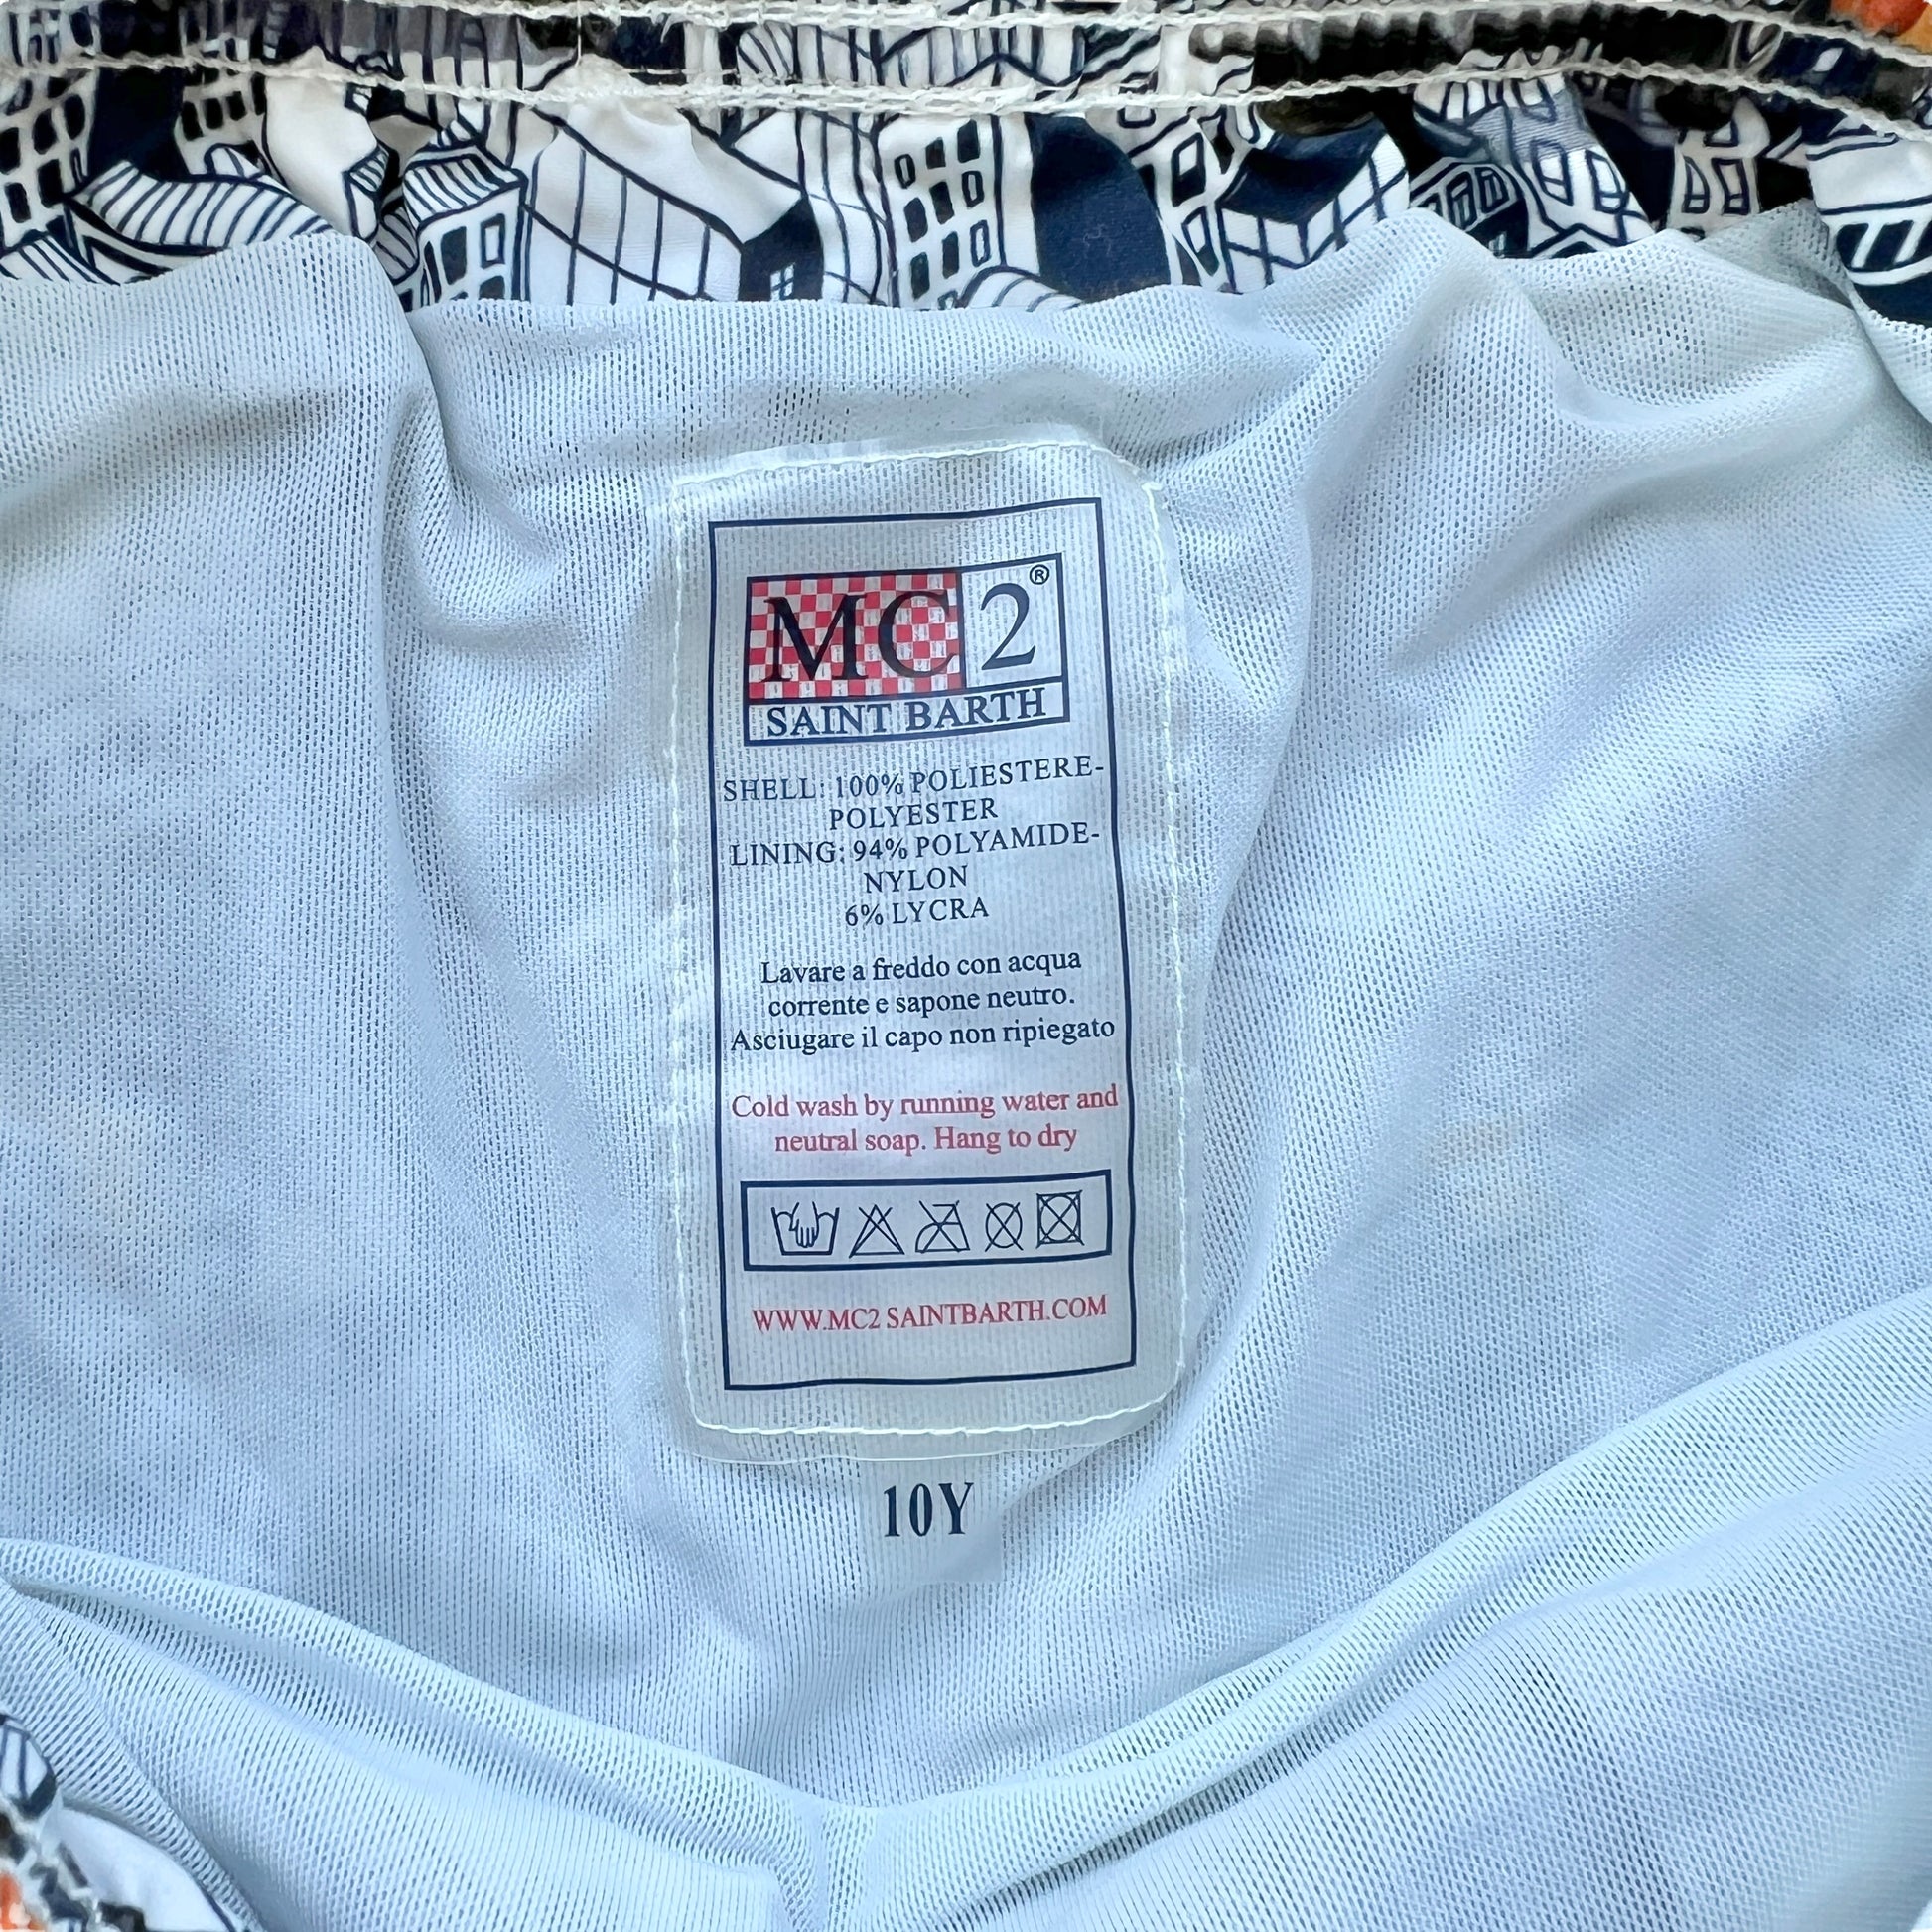 MC2®
SAINT BARTH
SHELL: 100% POLIESTERE-
POLYESTER
LINING: 94% POLYAMIDE-
NYLON
6% LYCRA
Lavare a freddo con acqua
corrente e sapone neutro.
Asciugare il capo non ripiegato
Cold wash by running water and
neutral soap. Hang to dry
WWW.MC2 SAINTBARTH.COM
10Y